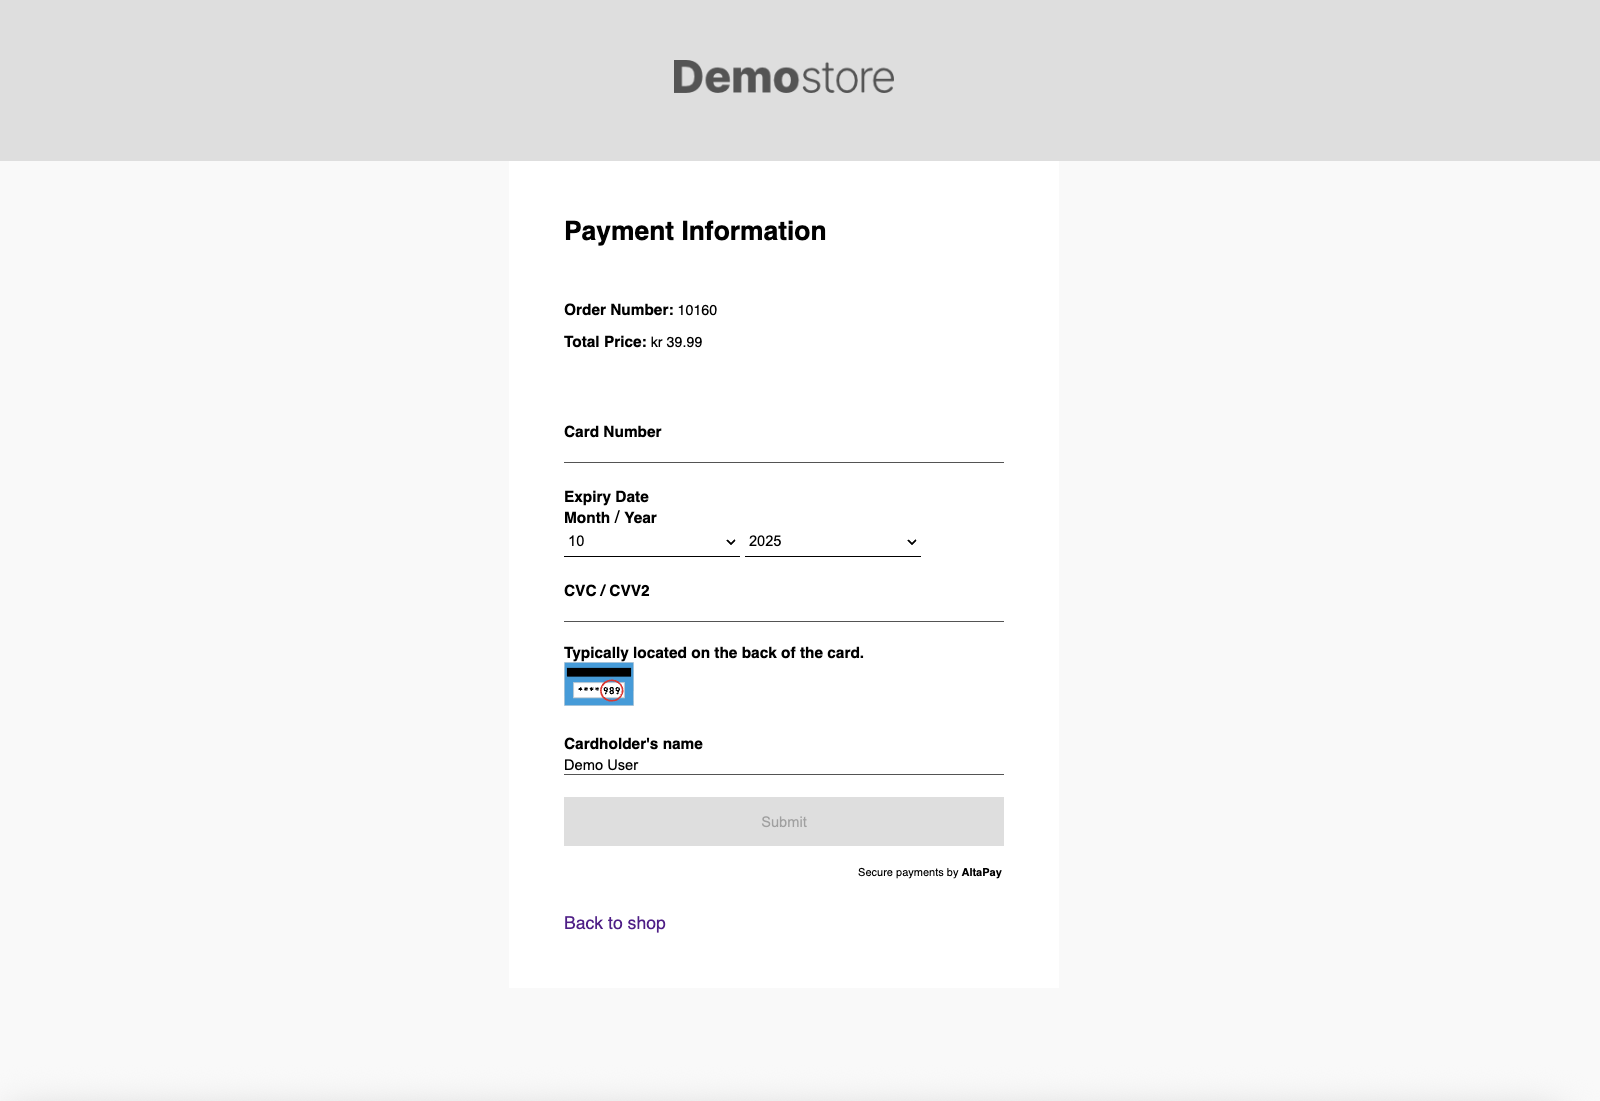 Demostore
Payment Information
Order Number: 10160
Total Price: kr 39.99
Card Number
Expiry Date
Month / Year
10 2025
CVC / CVV2
Typically located on the back of the card.
****989
Cardholder's name
Demo User
Submit
Secure payments by AltaPay
Back to shop